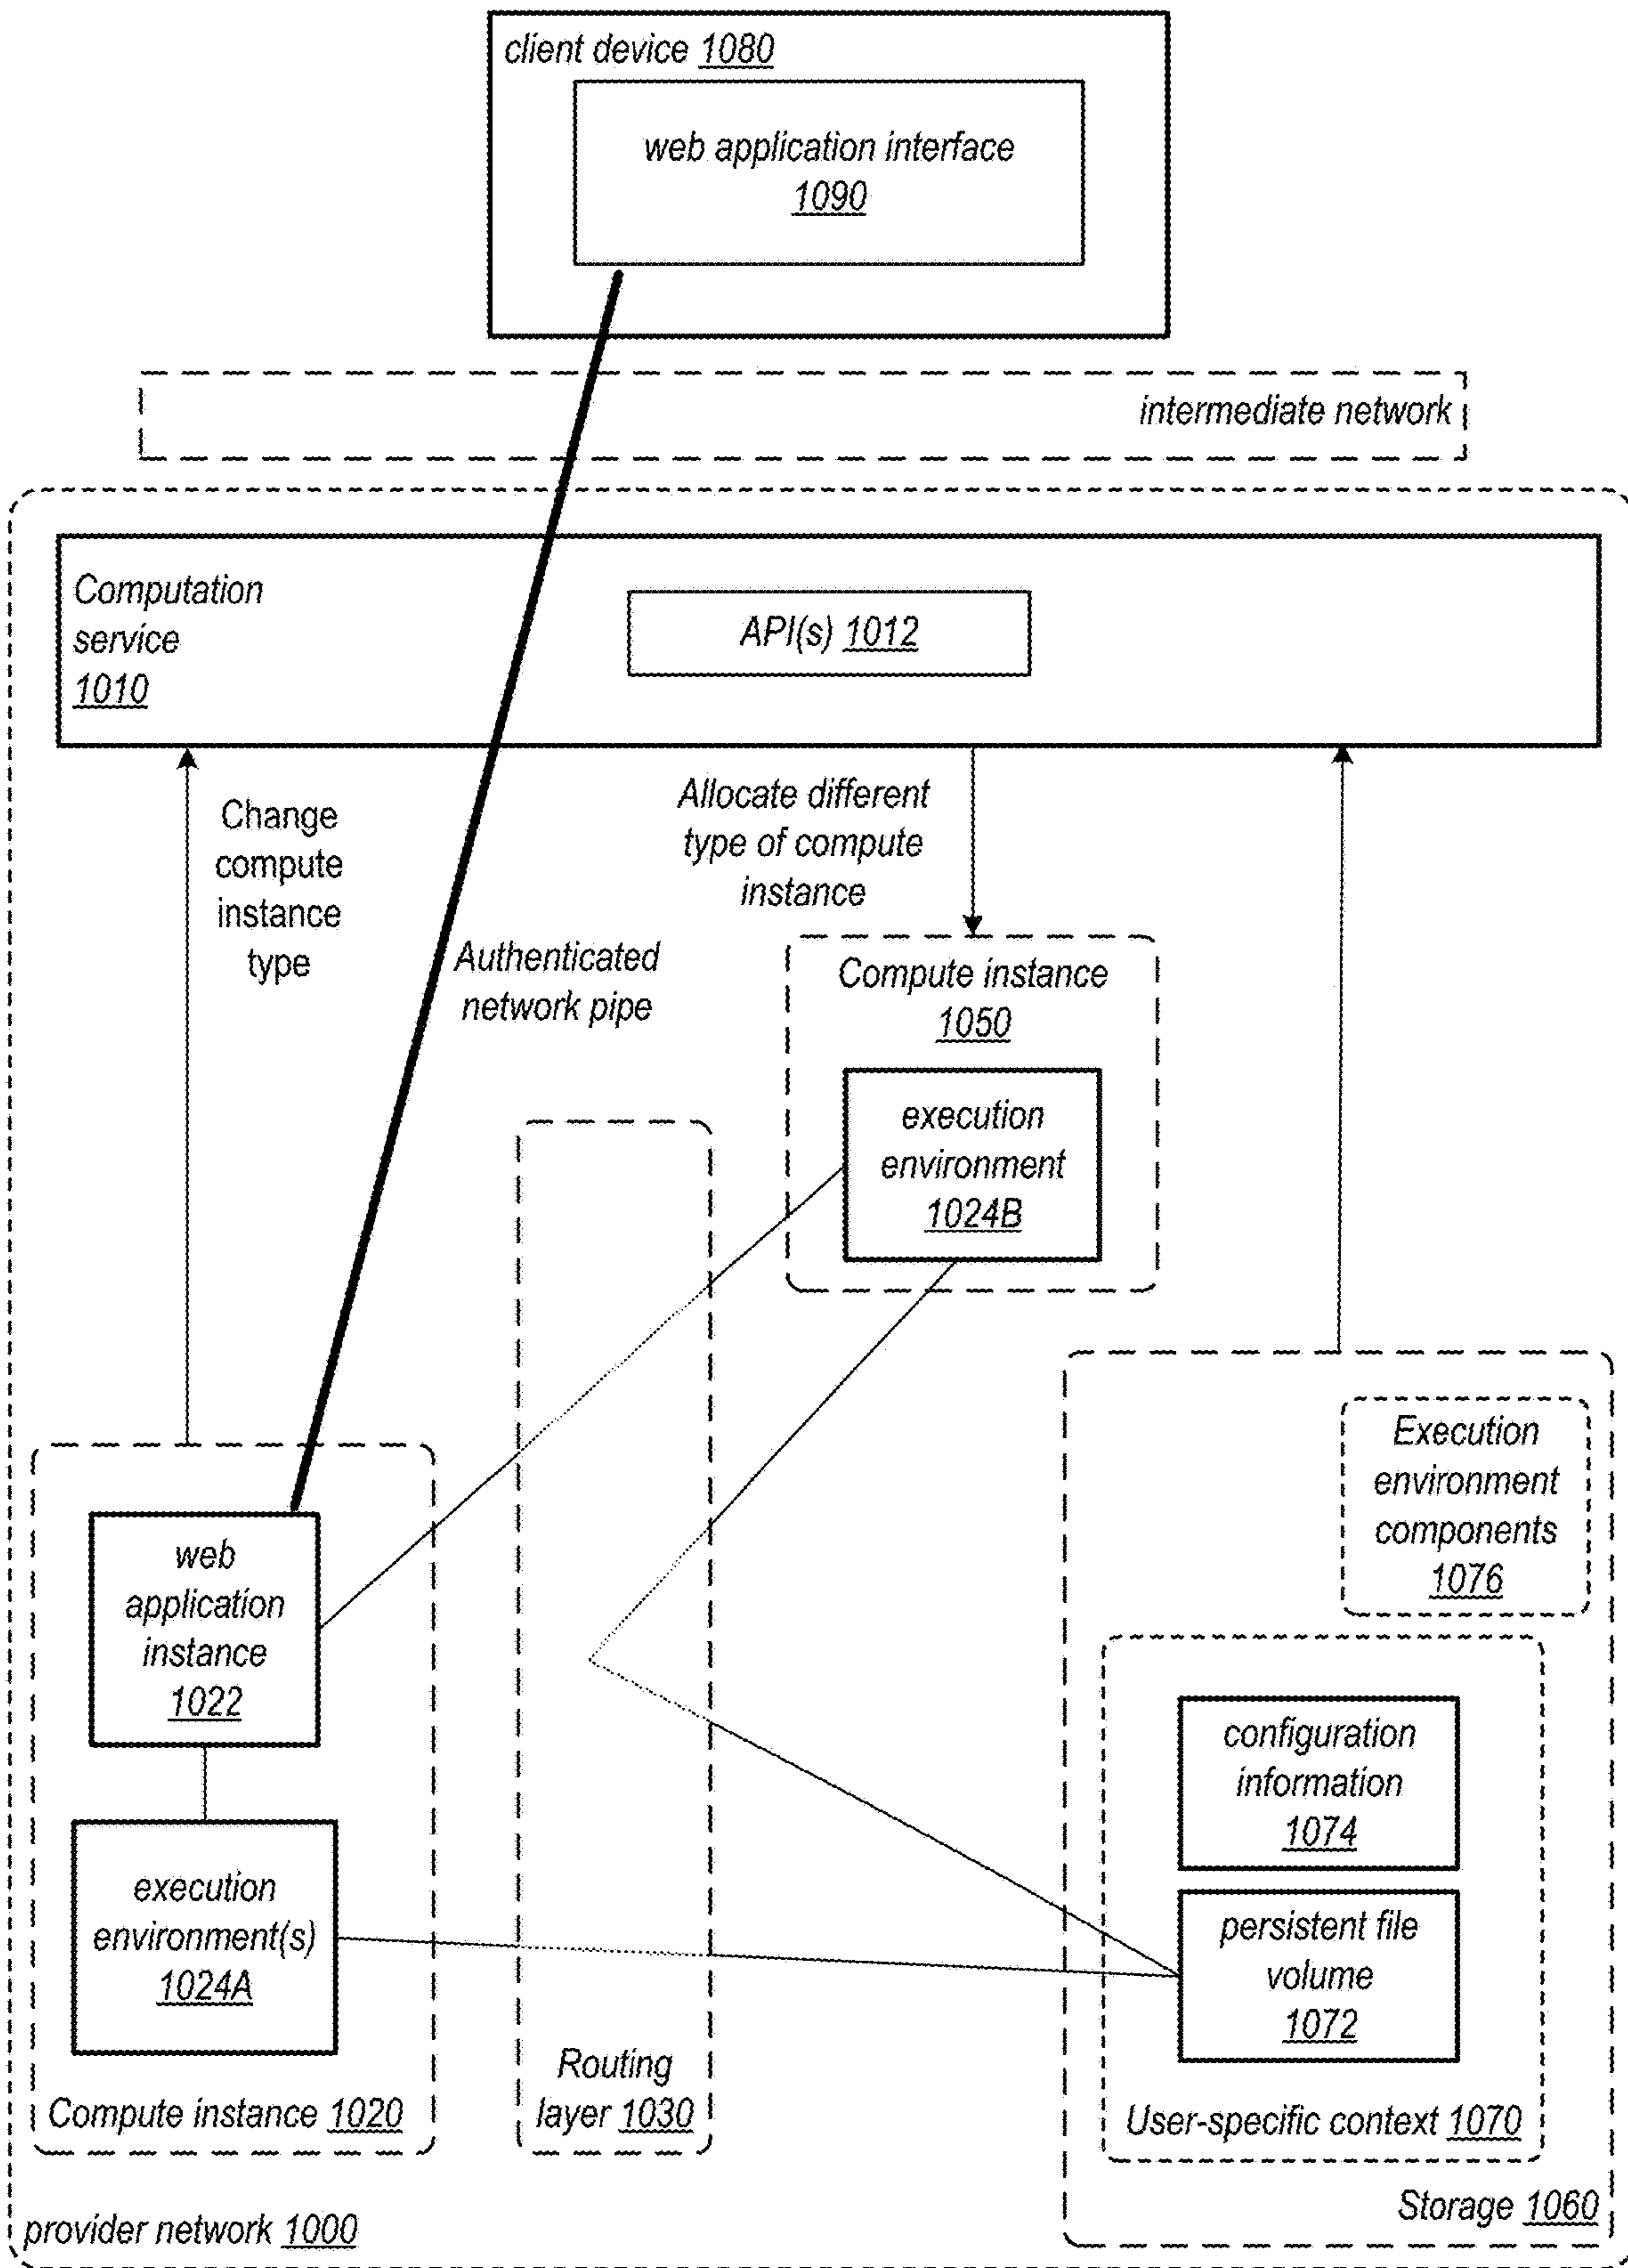 client device 1080
web application interface
1090
intermediate network
Computation
service
1010
API(s) 1012
Change
compute
instance
type
Allocate different
type of compute
instance
Authenticated
network pipe
Compute instance
1050
execution
environment
1024B
Execution
environment
components
1076
web
application
instance
1022
configuration
information
1074
execution
environment(s)
1024A
persistent file
volume
1072
Routing
layer 1030
Compute instance 1020
User-specific context 1070
Storage 1060
provider network 1000